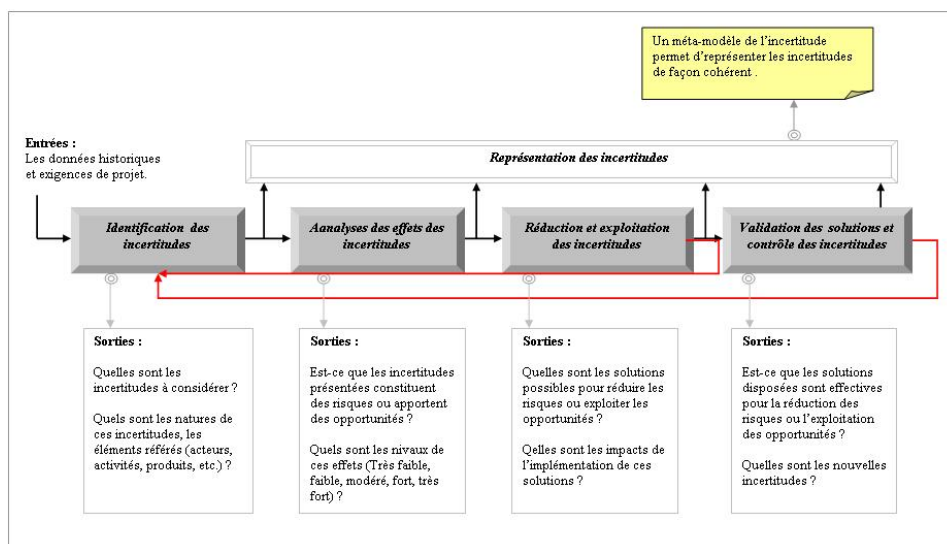 Un méta-modèle de l'incertitude
permet d'représenter les incertitudes
de façon cohérent .
Entrées :
Les données historiques
et exigences de projet.
Représentation des incertitudes
Identification des
incertitudes
Aanalyses des effets des
incertitudes
Réduction et exploitation
des incertitudes
Validation des solutions et
contrôle des incertitudes
Sorties :
Quelles sont les
incertitudes à considérer ?
Quels sont les natures de
ces incertitudes, les
éléments référés (acteurs,
activités, produits, etc.) ?
Sorties :
Est-ce que les incertitudes
présentées constituent
des risques ou apportent
des opportunités ?
Quels sont les nivaux de
ces effets (Très faible,
faible, modéré, fort, très
fort) ?
Sorties :
Quelles sont les solutions
possibles pour réduire les
risques ou exploiter les
opportunités ?
Qelles sont les impacts de
l'implémentation de ces
solutions ?
Sorties :
Est-ce que les solutions
disposées sont effectives
pour la réduction des
risques ou l'exploitation
des opportunités ?
Quelles sont les nouvelles
incertitudes ?